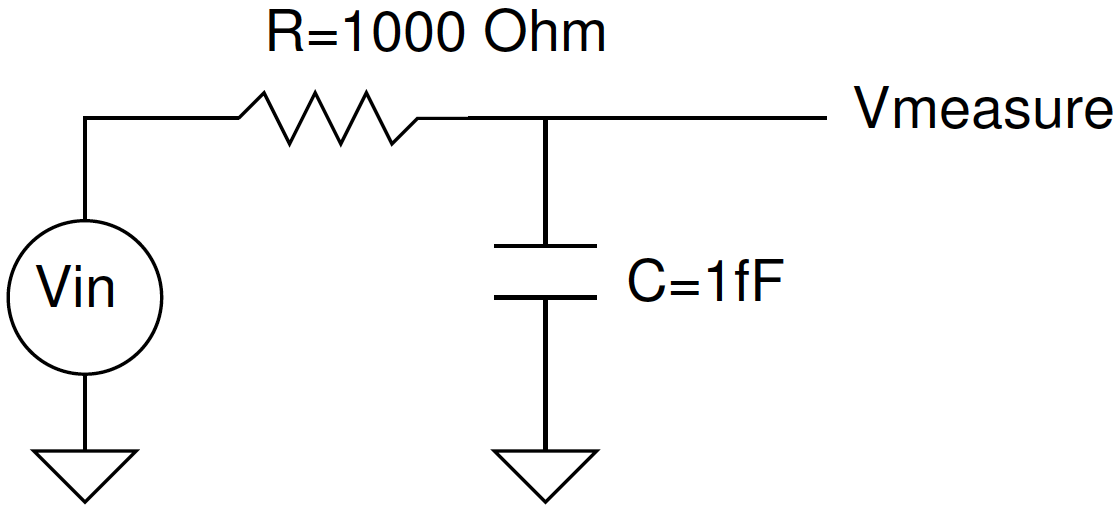 R=1000 Ohm
Vmeasure
Vin
C=1fF